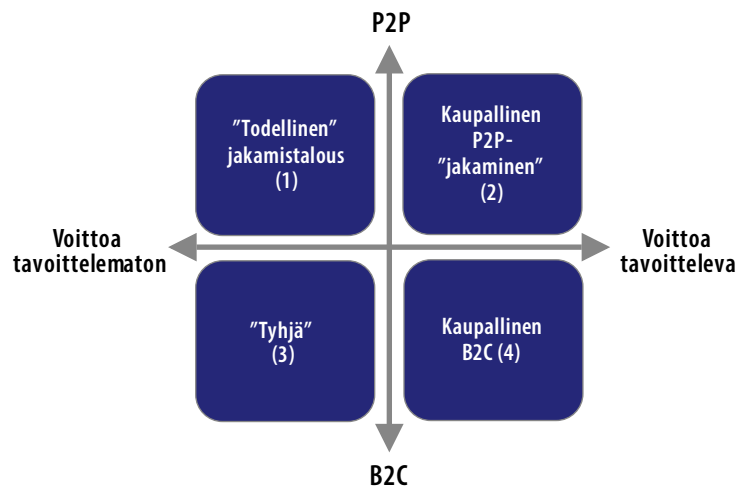 P2P
”Todellinen”
jakamistalous
(1)
Kaupallinen
P2P-
”jakaminen”
(2)
Voittoa
tavoittelematon
Voittoa
tavoitteleva
”Tyhjä”
(3)
Kaupallinen
B2C (4)
B2C